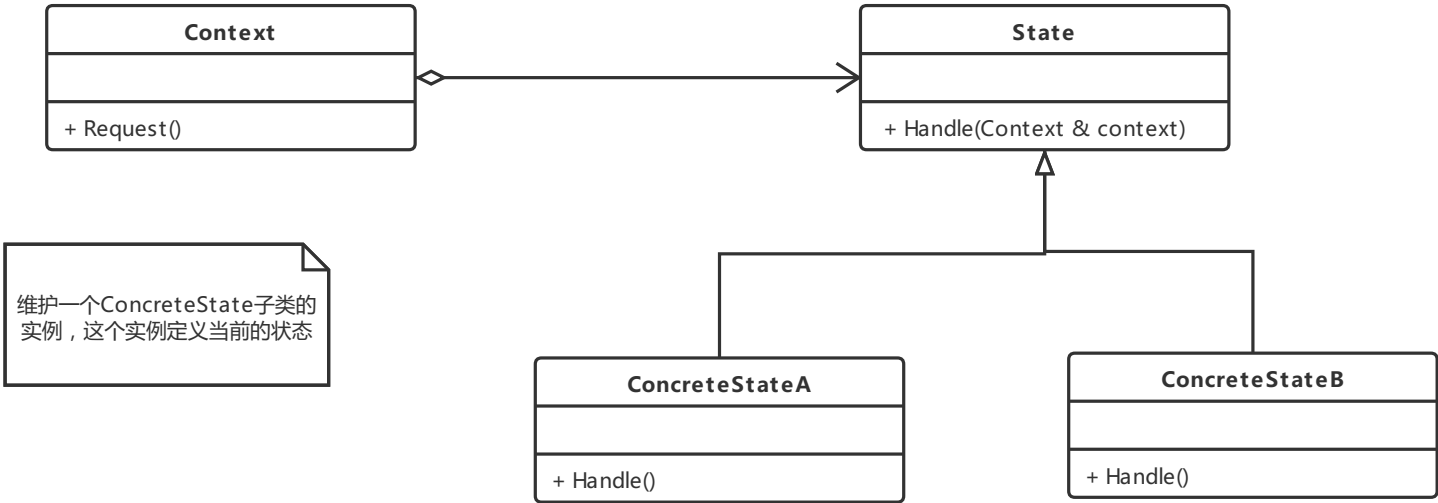 Context
+ Request()
State
+ Handle(Context & context)
维护一个ConcreteState子类的
实例，这个实例定义当前的状态
ConcreteStateA
+ Handle()
ConcreteStateB
+ Handle()